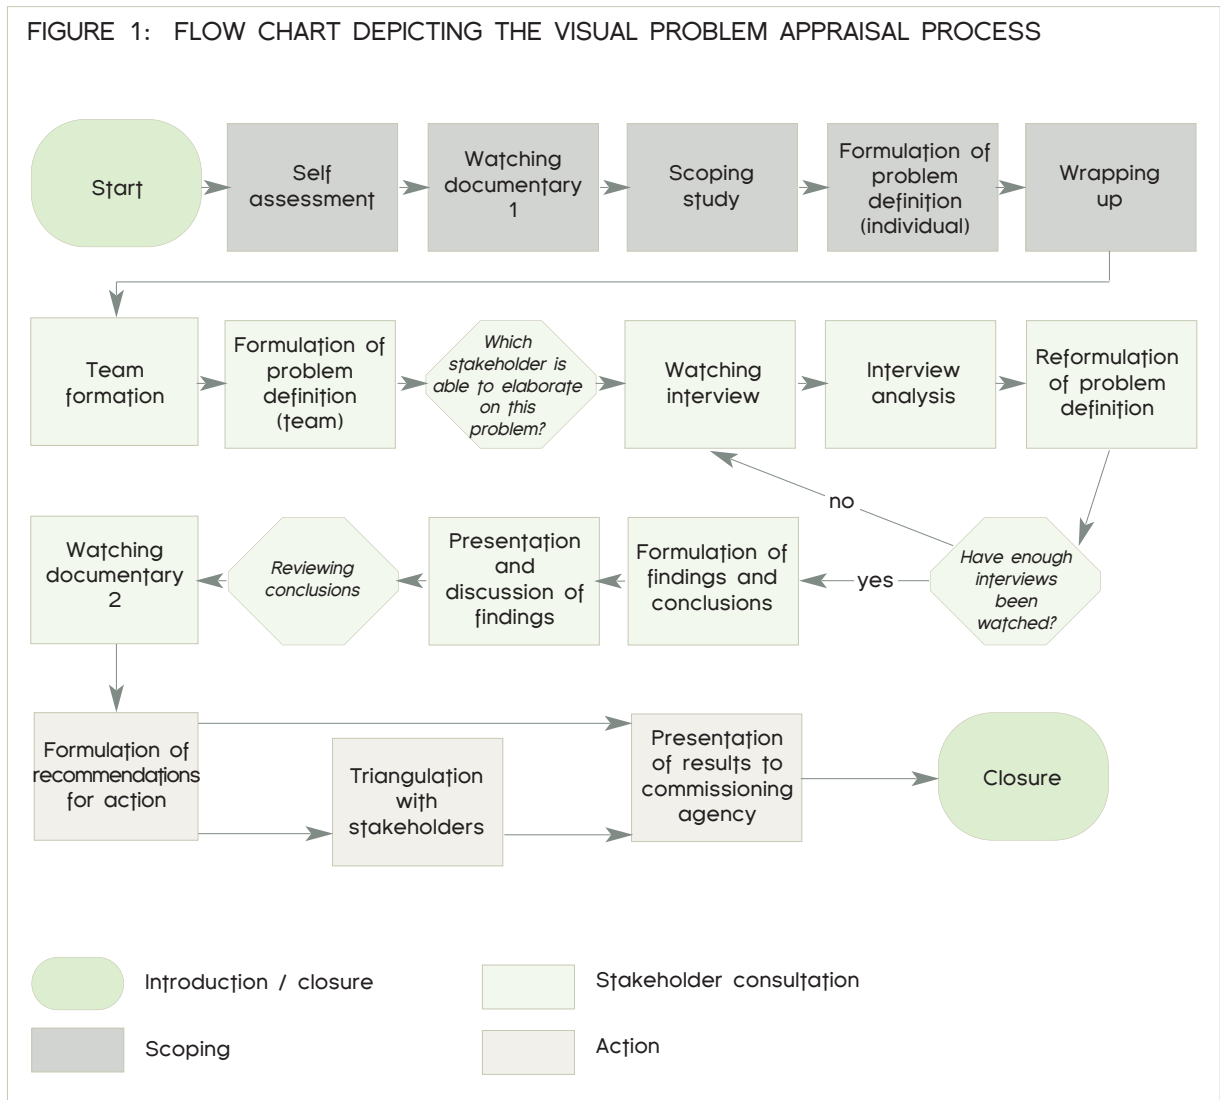 FIGURE 1: FLOW CHART DEPICTING THE VISUAL PROBLEM APPRAISAL PROCESS
Start
Self
assessment
Watching
documentary
1
Scoping
study
Formulation of
problem
definition
(individual)
Wrapping
up
Team
formation
Formulation of
problem
definition
(team)
Which
stakeholder is
able to elaborate
on this
problem?
Watching
interview
Interview
analysis
Reformulation
of problem
definition
no
Watching
documentary
2
Reviewing
conclusions
Presentation
and
discussion of
findings
Formulation of
findings and
conclusions
yes
Have enough
interviews
been
watched?
Formulation of
recommendations
for action
Triangulation
with
stakeholders
Presentation
of results to
commissioning
agency
Closure
Introduction / closure
Stakeholder consultation
Scoping
Action